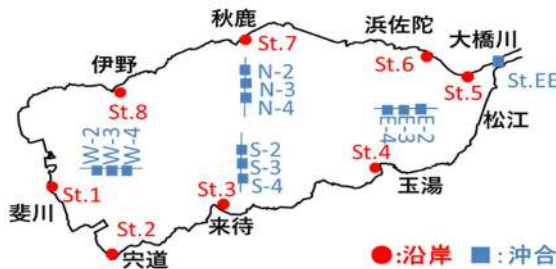 秋鹿
浜佐陀
大橋川
St.7
St.6
伊野
N-2
N-3
N-4
St.5
St.EE
St.8
W-2
W-3
W-4
E-4
E-3
E-2
松江
S-2
S-3
S-4
St.4
St.1
St.3
玉湯
斐川
来待
St.2
宍道
●:沿岸 ■:沖合